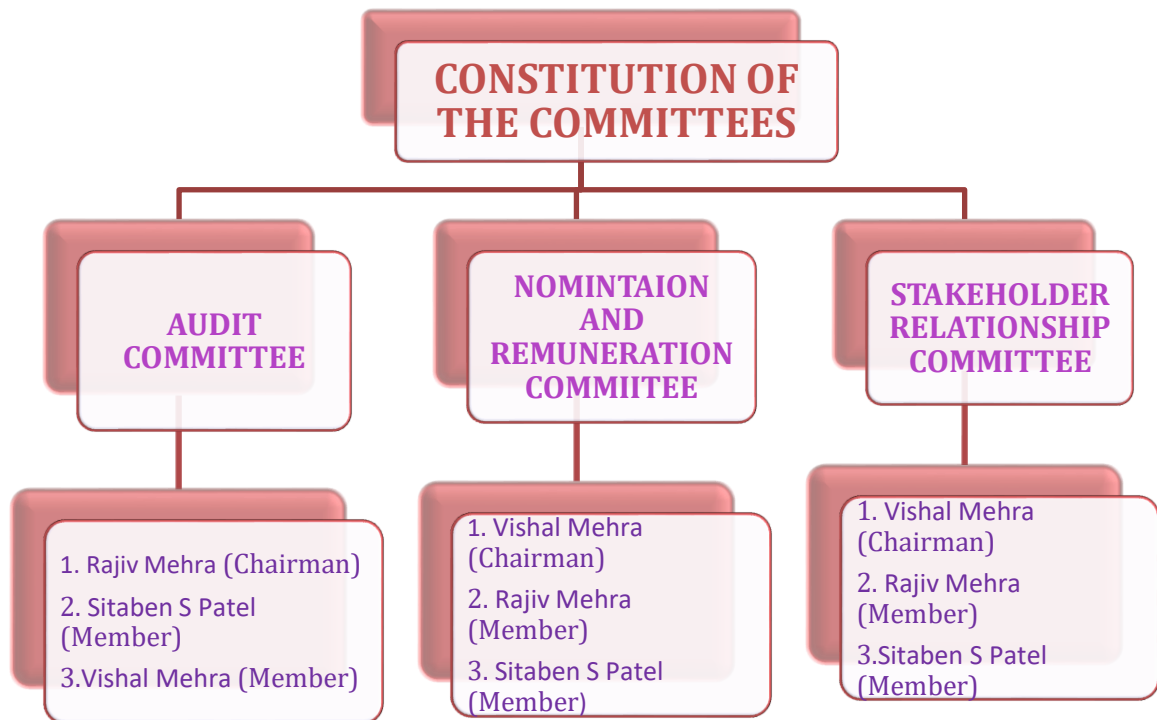 CONSTITUTION OF
THE COMMITTEES
AUDIT
COMMITTEE
NOMINTAION
AND
REMUNERATION
COMMIITEE
STAKEHOLDER
RELATIONSHIP
COMMITTEE
1. Rajiv Mehra (Chairman)
2. Sitaben S Patel
(Member)
3.Vishal Mehra (Member)
1. Vishal Mehra
(Chairman)
2. Rajiv Mehra
(Member)
3. Sitaben S Patel
(Member)
1. Vishal Mehra
(Chairman)
2. Rajiv Mehra
(Member)
3.Sitaben S Patel
(Member)